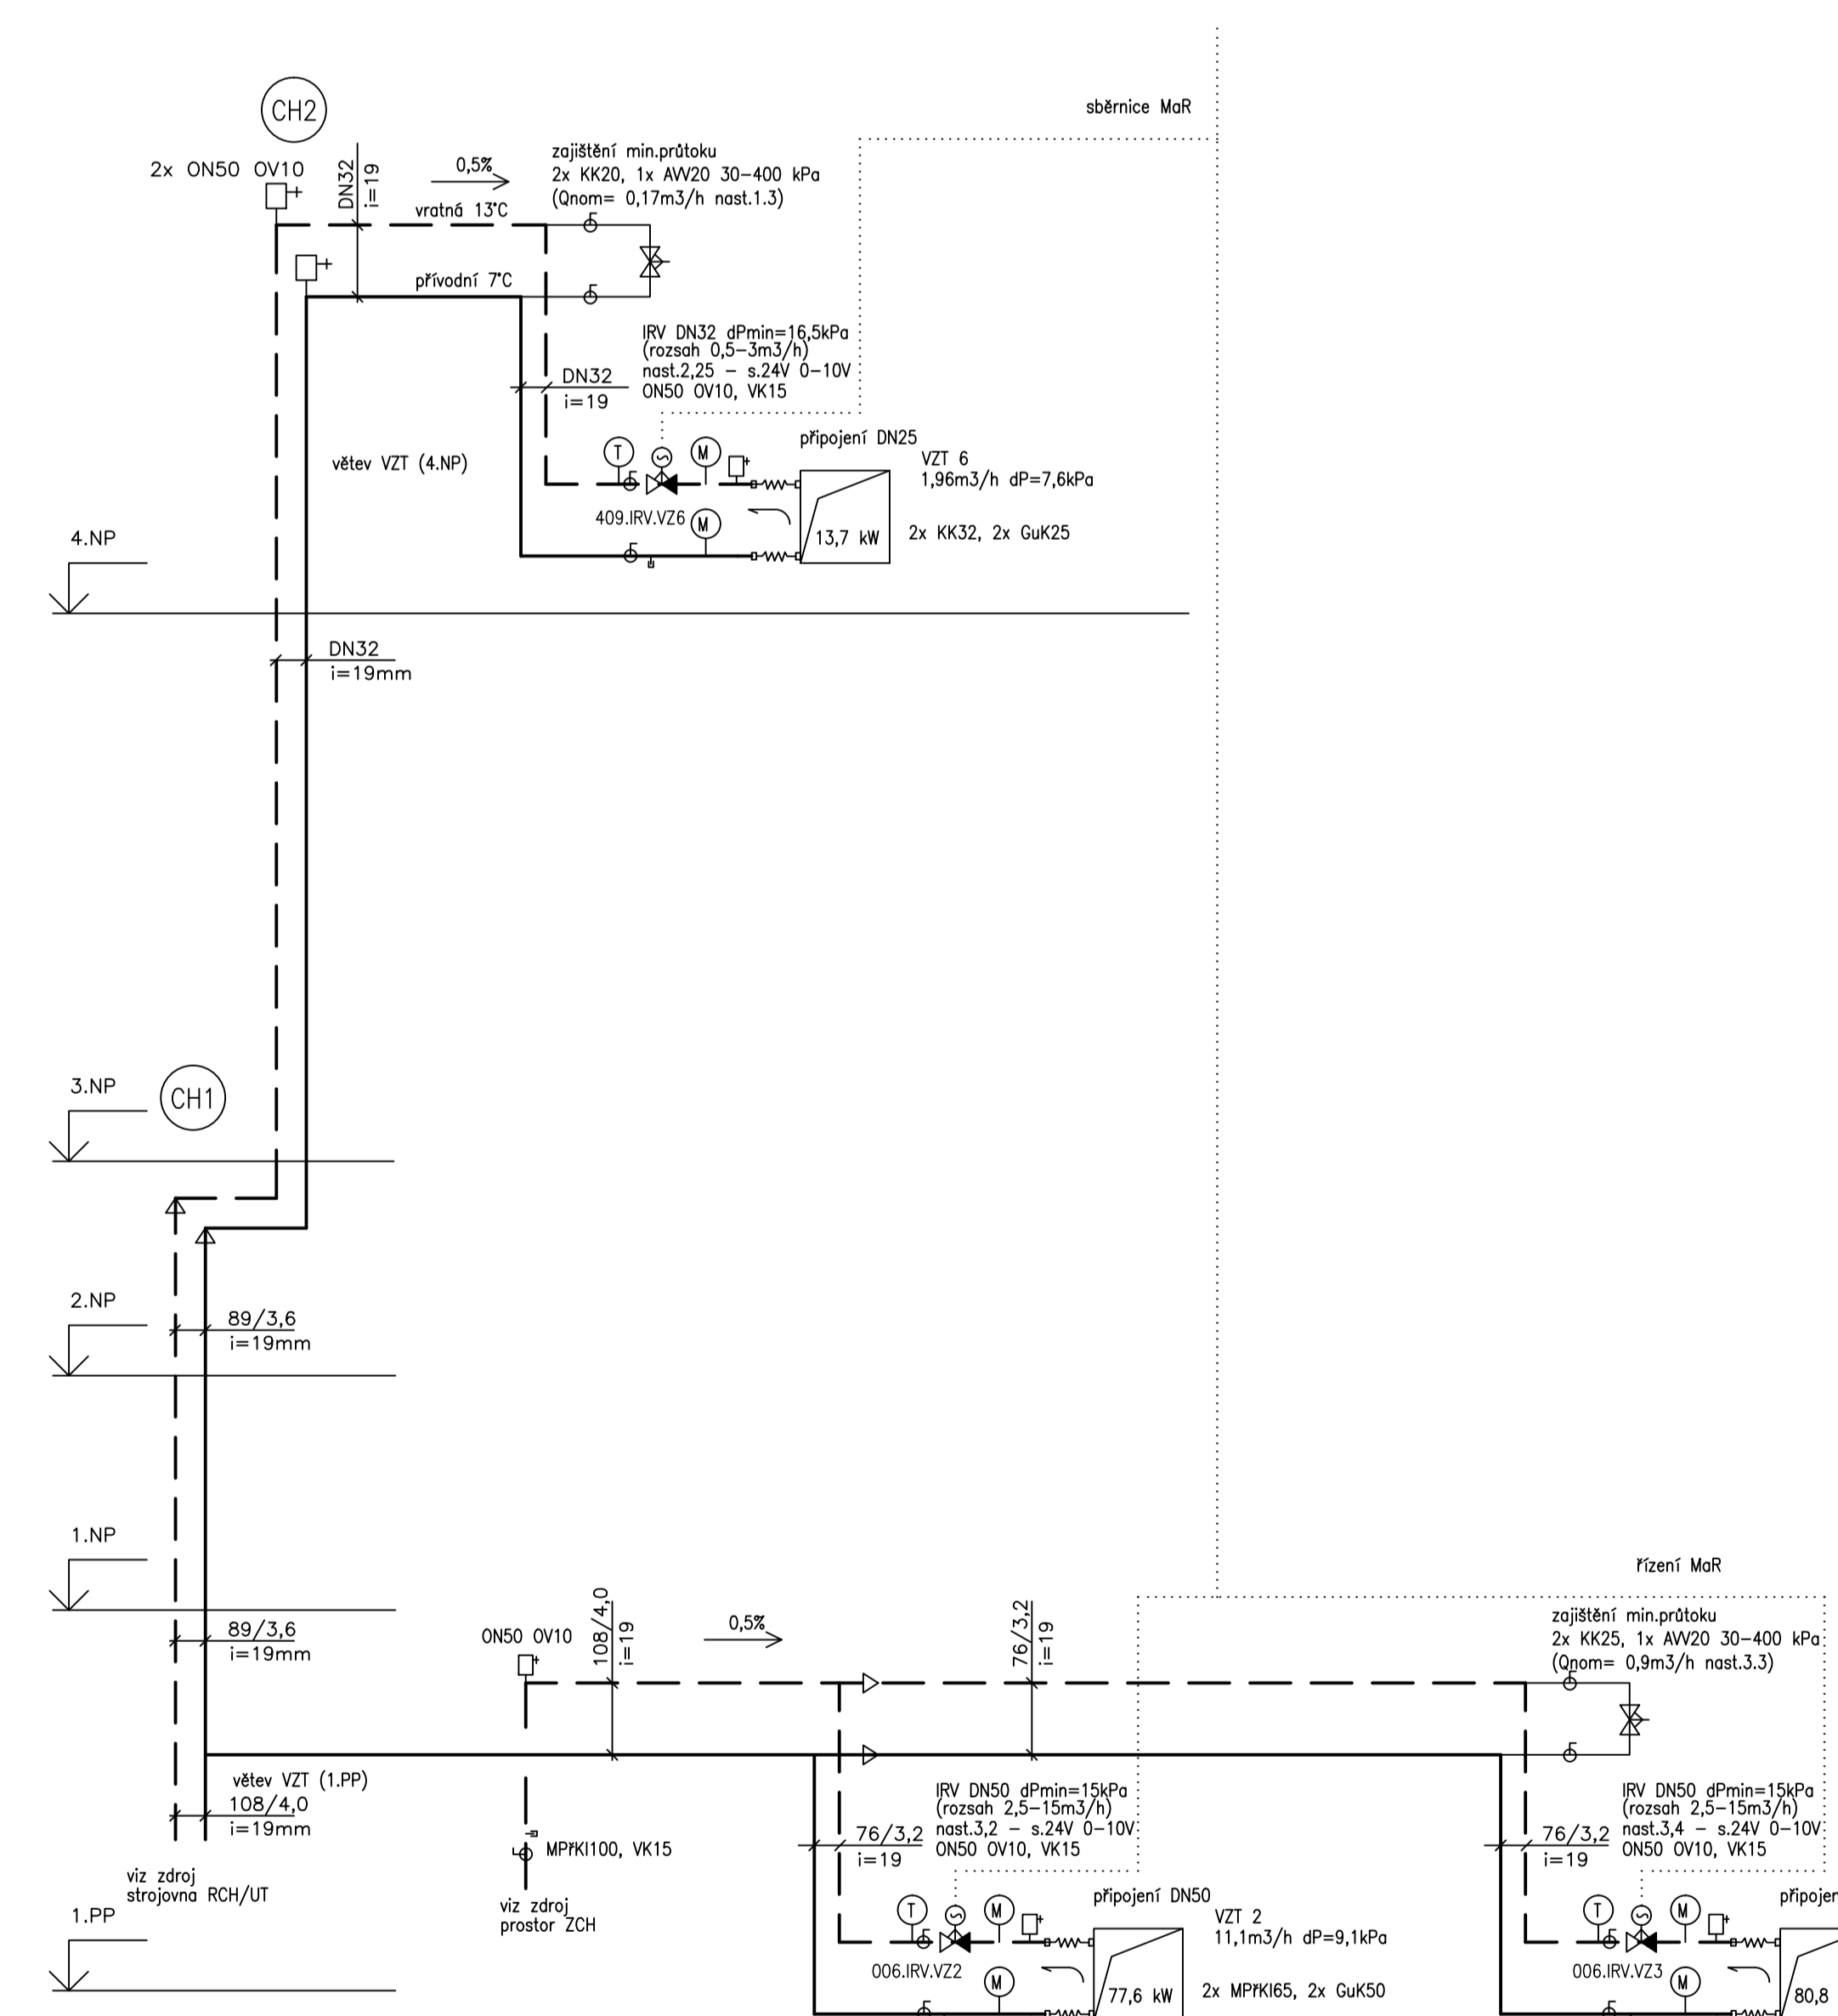 sběrnice MaR
CH2
2x ON50 OV10
DN32
i=19
0,5%
vratná 13°C
přívodní 7°C
zajištění min.průtoku
2x KK20, 1x AVV20 30-400 kPa
(Qnom= 0,17m3/h nast.1.3)
IRV DN32 dPmin=16,5kPa
(rozsah 0,5-3m3/h)
nast.2,25 - s.24V 0-10V
ON50 OV10, VK15
DN32
i=19
větev VZT (4.NP)
T
S
M
připojení DN25
VZT 6
1,96m3/h dP=7,6kPa
409.IRV.VZ6
M
13,7 kW
2x KK32, 2x GuK25
4.NP
DN32
i=19mm
3.NP
CH1
2.NP
89/3,6
i=19mm
1.NP
89/3,6
i=19mm
řízení MaR
ON50 OV10
108/4,0
i=19
0,5%
76/3,2
i=19
zajištění min.průtoku
2x KK25, 1x AVV20 30-400 kPa
(Qnom= 0,9m3/h nast.3.3)
větev VZT (1.PP)
108/4,0
i=19mm
viz zdroj
strojovna RCH/UT
MPřKl100, VK15
viz zdroj
prostor ZCH
76/3,2
i=19
IRV DN50 dPmin=15kPa
(rozsah 2,5-15m3/h)
nast.3,2 - s.24V 0-10V
ON50 OV10, VK15
76/3,2
i=19
IRV DN50 dPmin=15kPa
(rozsah 2,5-15m3/h)
nast.3,4 - s.24V 0-10V
ON50 OV10, VK15
1.PP
T
S
M
připojení DN50
VZT 2
11,1m3/h dP=9,1kPa
006.IRV.VZ2
M
77,6 kW
2x MPřKl65, 2x GuK50
T
S
M
připojen
006.IRV.VZ3
M
80,8